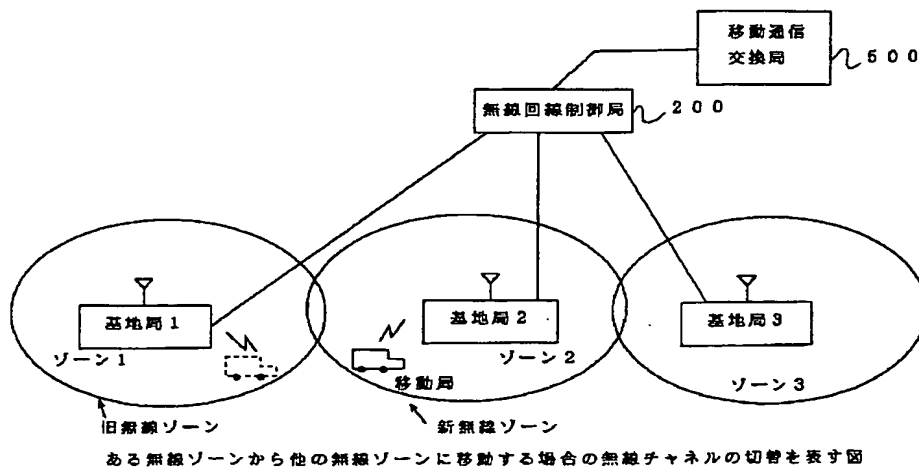 移動通信
交換局
500
無線回線制御局
200
基地局1
ゾーン1
基地局2
ゾーン2
移動局
基地局3
ゾーン3
旧無線ゾーン
新無線ゾーン
ある無線ゾーンから他の無線ゾーンに移動する場合の無線チャネルの切替を表す図